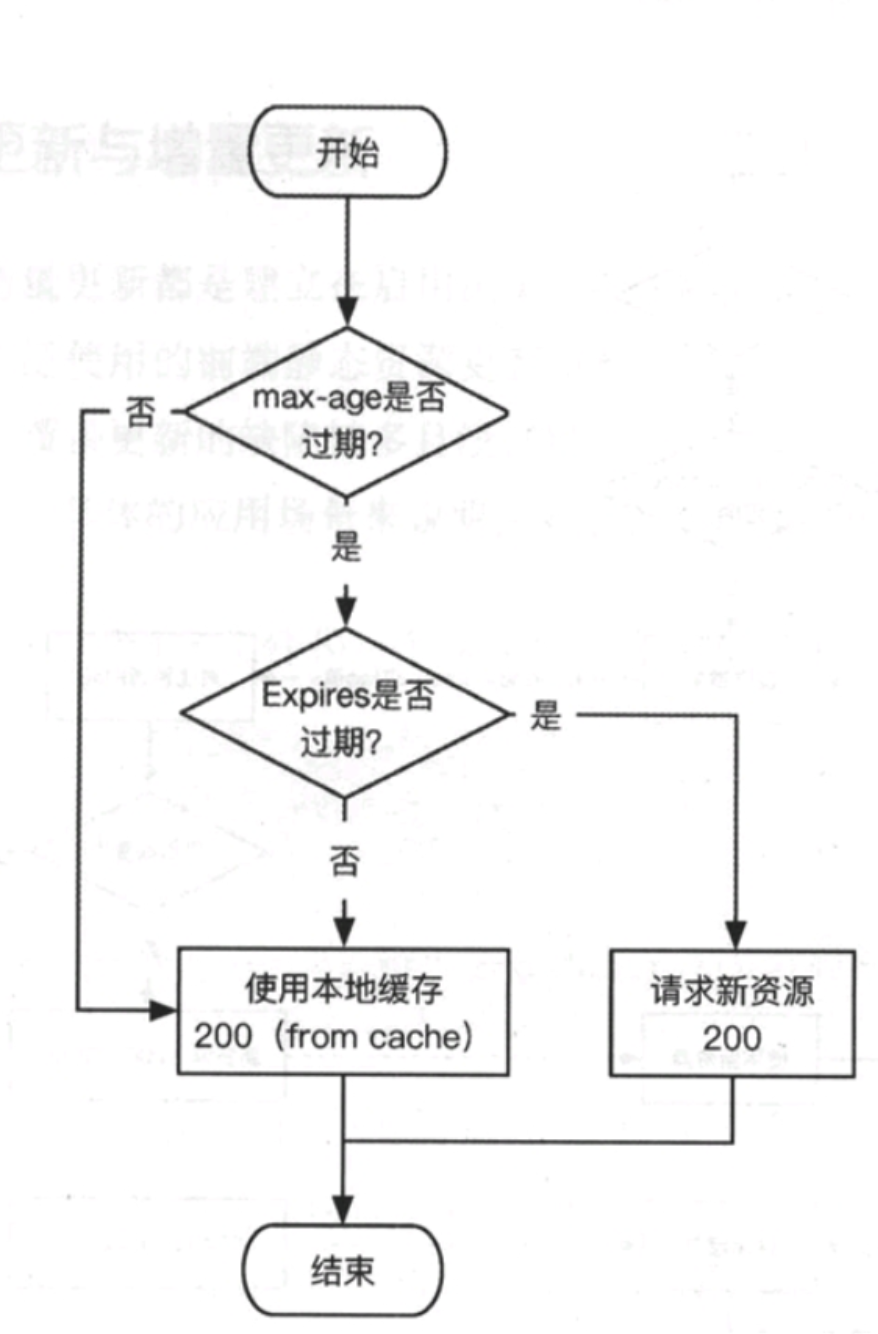 开始
max-age是否
过期?
否
是
Expires是否
过期?
是
否
使用本地缓存
200（from cache）
请求新资源
200
结束